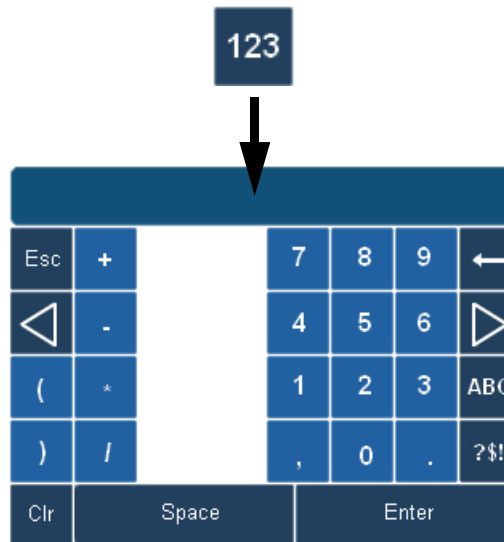 123
Esc + 7 8 9
- 4 5 6
( * 1 2 3 ABC
) / , 0 . ?$!
Clr Space Enter